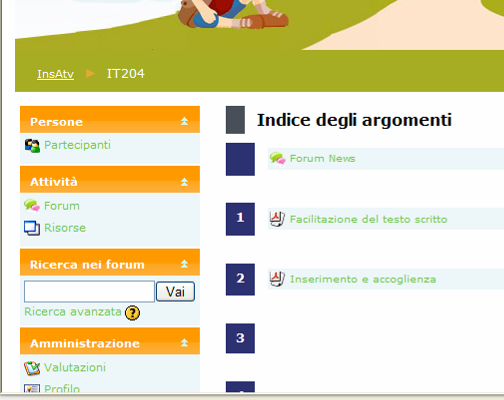 InsAtv ► IT204
Persone
Partecipanti
Attività
Forum
Risorse
Ricerca nei forum
Vai
Ricerca avanzata ?
Amministrazione
Valutazioni
Profilo
Indice degli argomenti
Forum News
1 Facilitazione del testo scritto
2 Inserimento e accoglienza
3